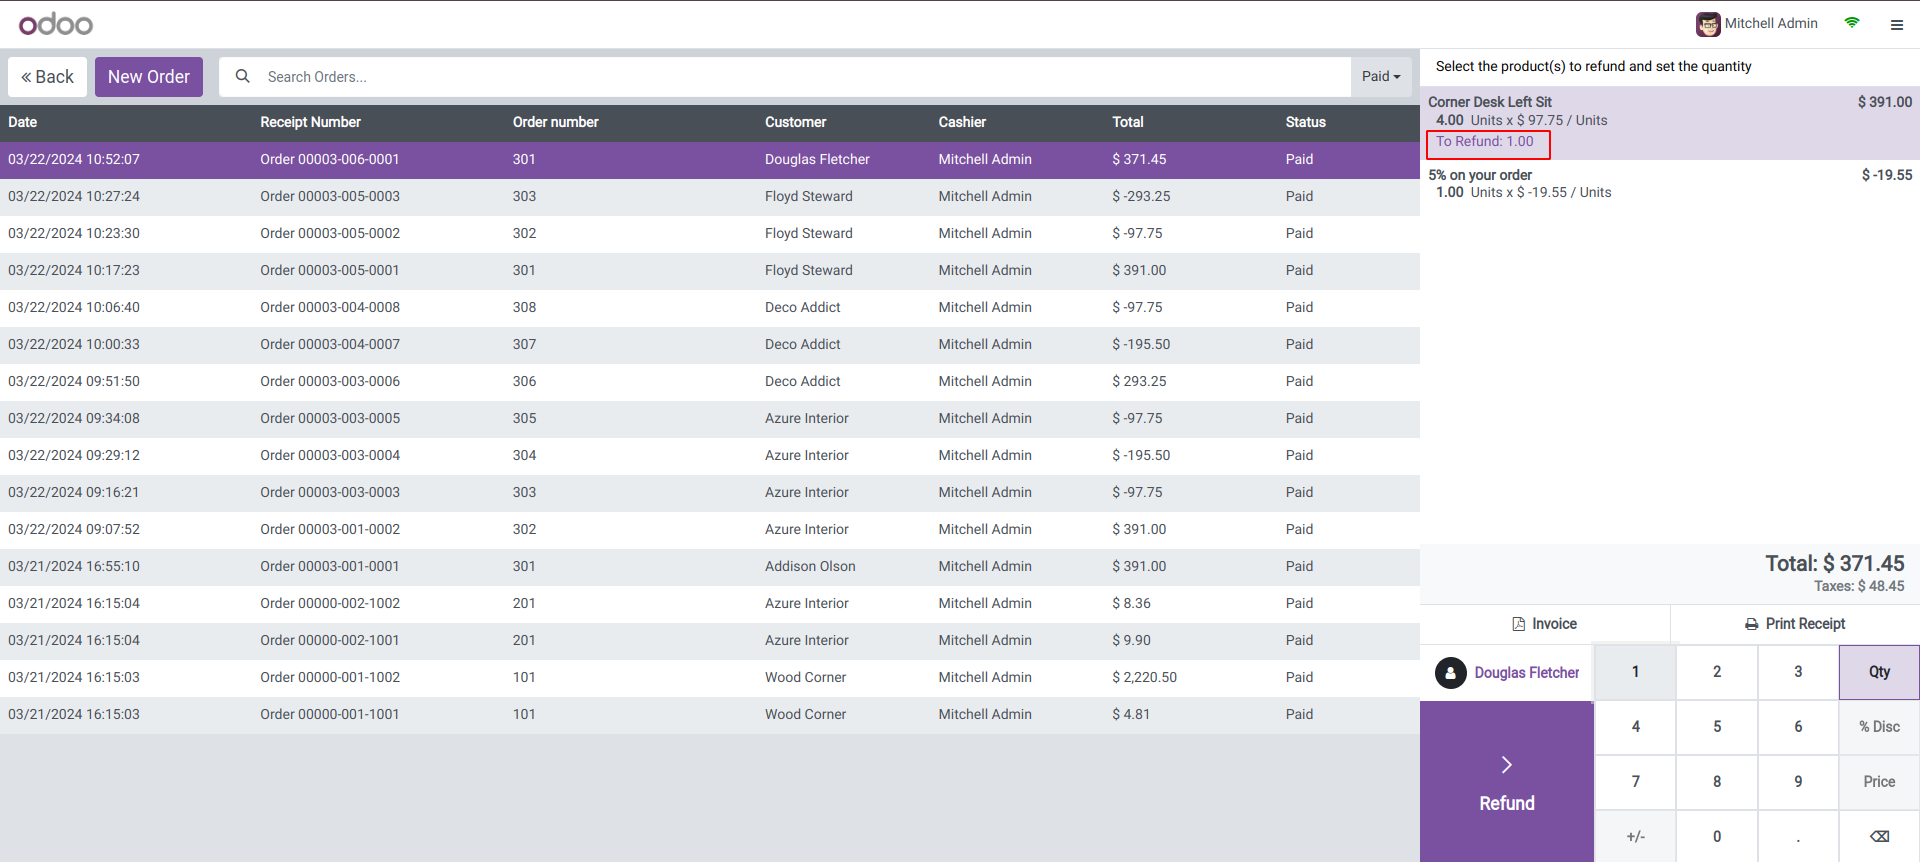 odoo
Mitchell Admin
Back
New Order
Search Orders...
Paid
Select the product(s) to refund and set the quantity
Date Receipt Number Order number Customer Cashier Total Status
03/22/2024 10:52:07 Order 00003-006-0001 301 Douglas Fletcher Mitchell Admin $ 371.45 Paid
03/22/2024 10:27:24 Order 00003-005-0003 303 Floyd Steward Mitchell Admin $ -293.25 Paid
03/22/2024 10:23:30 Order 00003-005-0002 302 Floyd Steward Mitchell Admin $ -97.75 Paid
03/22/2024 10:17:23 Order 00003-005-0001 301 Floyd Steward Mitchell Admin $ 391.00 Paid
03/22/2024 10:06:40 Order 00003-004-0008 308 Deco Addict Mitchell Admin $ -97.75 Paid
03/22/2024 10:00:33 Order 00003-004-0007 307 Deco Addict Mitchell Admin $ -195.50 Paid
03/22/2024 09:51:50 Order 00003-003-0006 306 Deco Addict Mitchell Admin $ 293.25 Paid
03/22/2024 09:34:08 Order 00003-003-0005 305 Azure Interior Mitchell Admin $ -97.75 Paid
03/22/2024 09:29:12 Order 00003-003-0004 304 Azure Interior Mitchell Admin $ -195.50 Paid
03/22/2024 09:16:21 Order 00003-003-0003 303 Azure Interior Mitchell Admin $ -97.75 Paid
03/22/2024 09:07:52 Order 00003-001-0002 302 Azure Interior Mitchell Admin $ 391.00 Paid
03/21/2024 16:55:10 Order 00003-001-0001 301 Addison Olson Mitchell Admin $ 391.00 Paid
03/21/2024 16:15:04 Order 00000-002-1002 201 Azure Interior Mitchell Admin $ 8.36 Paid
03/21/2024 16:15:04 Order 00000-002-1001 201 Azure Interior Mitchell Admin $ 9.90 Paid
03/21/2024 16:15:03 Order 00000-001-1002 101 Wood Corner Mitchell Admin $ 2,220.50 Paid
03/21/2024 16:15:03 Order 00000-001-1001 101 Wood Corner Mitchell Admin $ 4.81 Paid
Corner Desk Left Sit $ 391.00
4.00 Units x $ 97.75 / Units
To Refund: 1.00
5% on your order $ -19.55
1.00 Units x $ -19.55 / Units
Total: $ 371.45
Taxes: $ 48.45
Invoice
Print Receipt
Douglas Fletcher
Refund
1 2 3 Qty
4 5 6 % Disc
7 8 9 Price
+/- 0 .